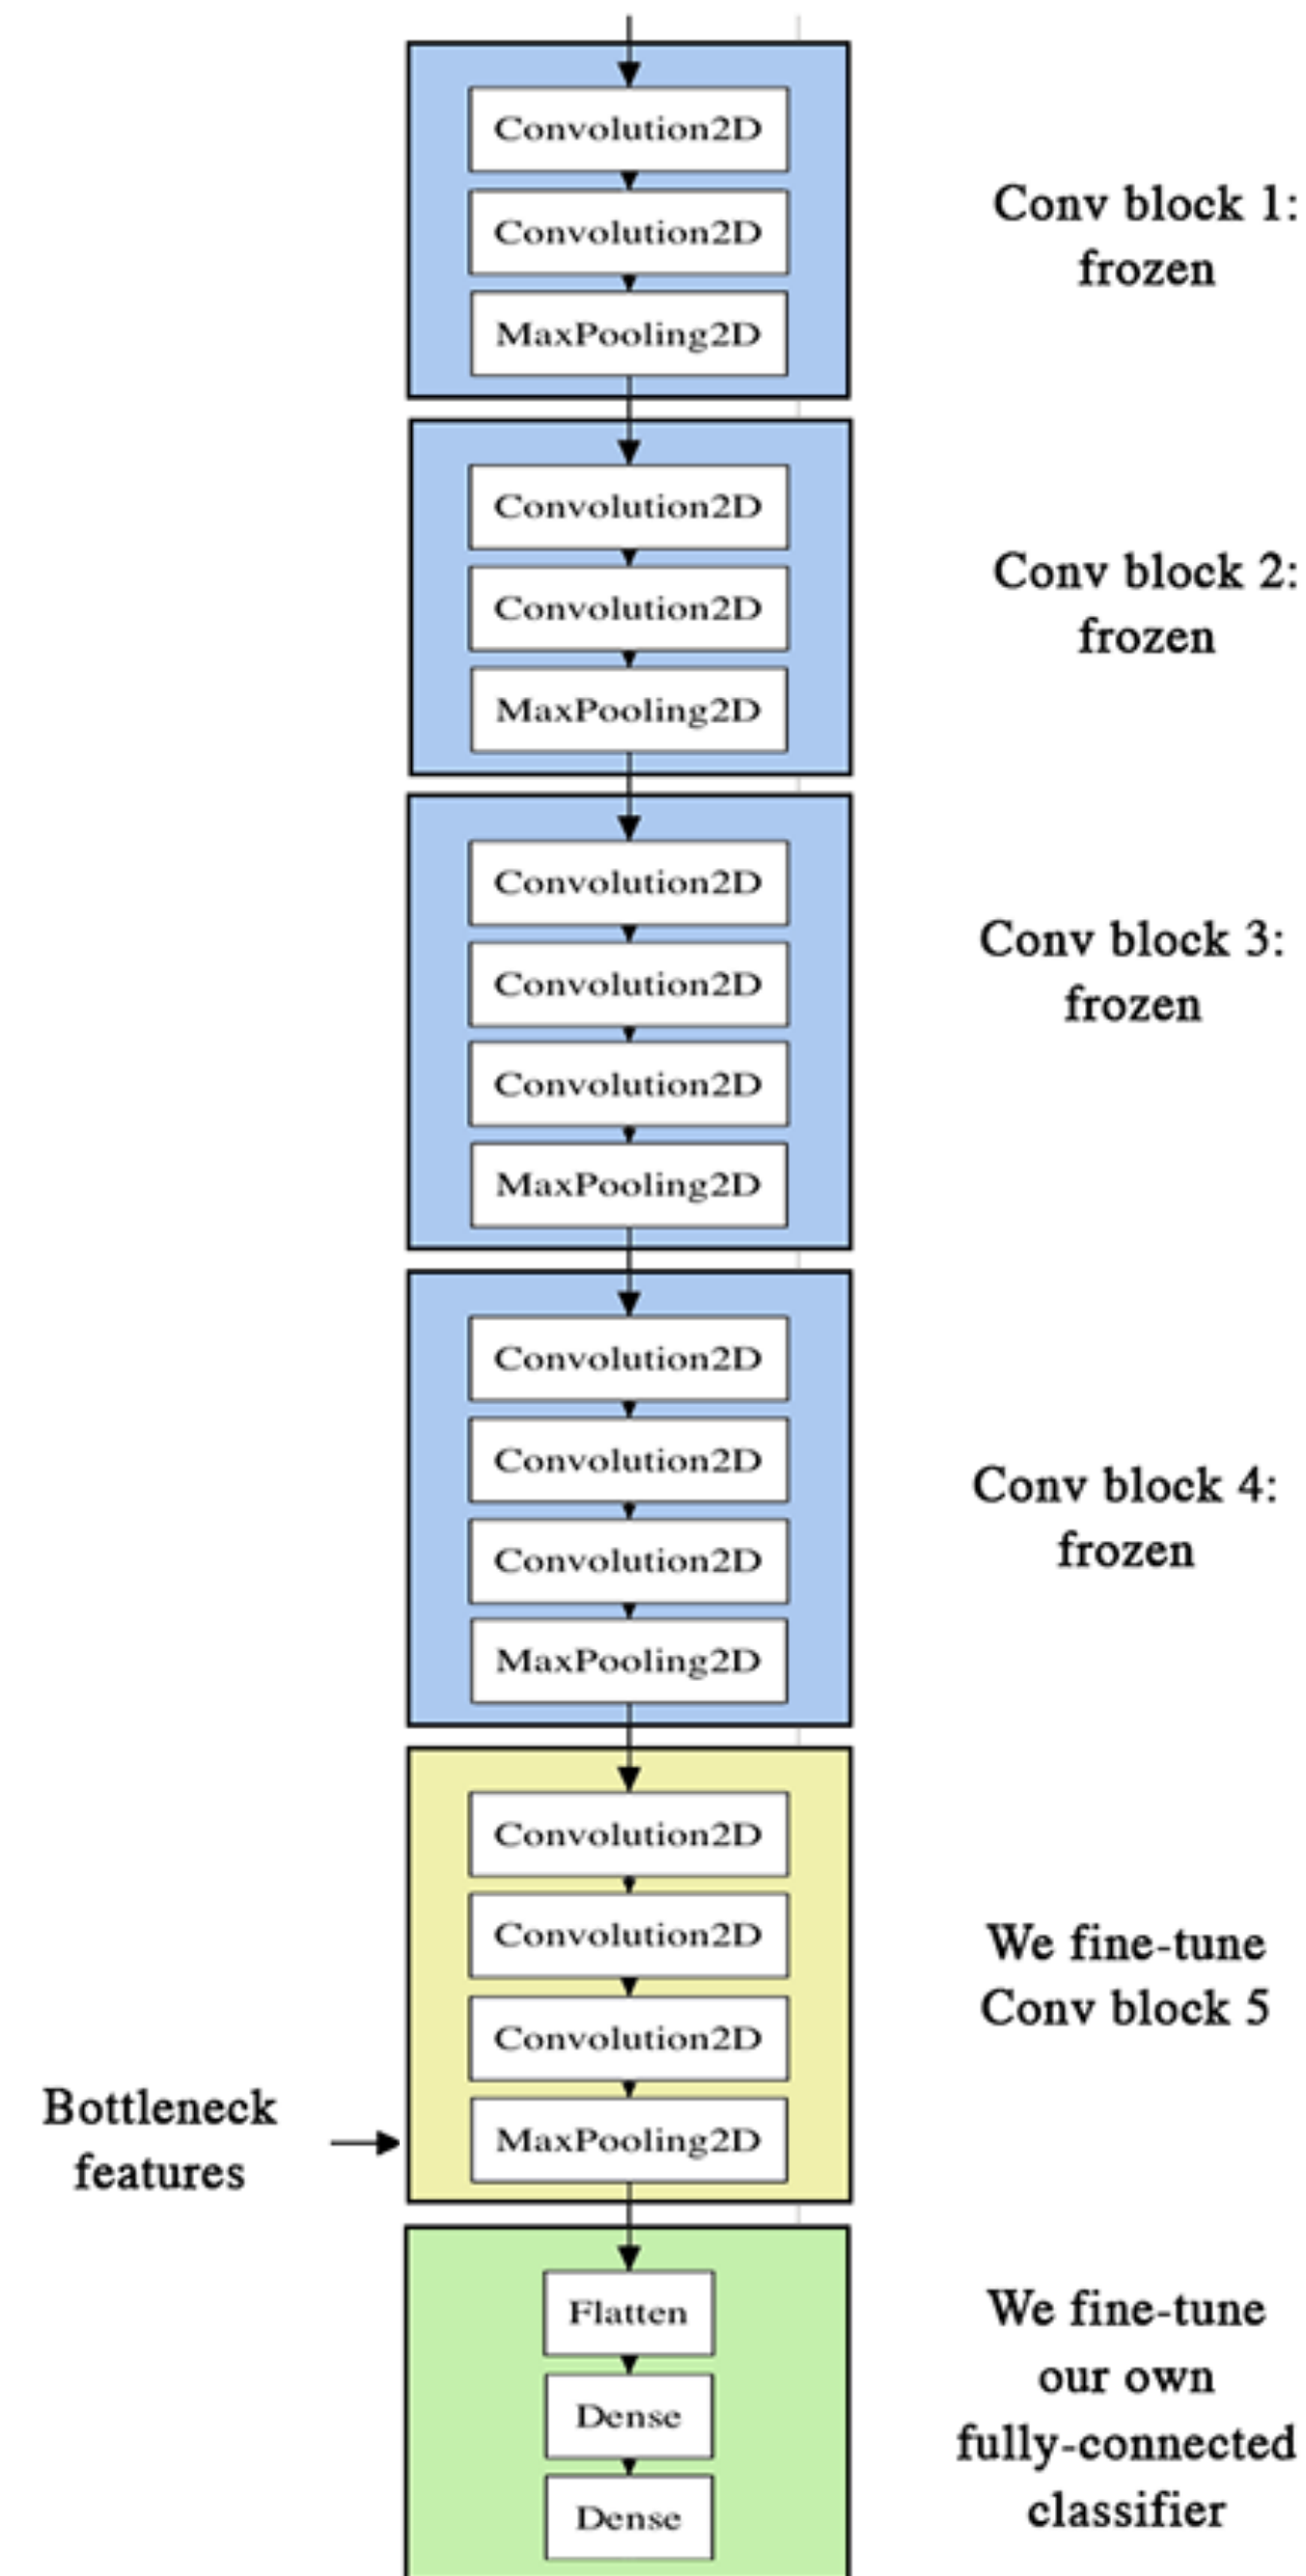 Convolution2D
Convolution2D
MaxPooling2D
Conv block 1:
frozen
Convolution2D
Convolution2D
MaxPooling2D
Conv block 2:
frozen
Convolution2D
Convolution2D
Convolution2D
MaxPooling2D
Conv block 3:
frozen
Convolution2D
Convolution2D
Convolution2D
MaxPooling2D
Conv block 4:
frozen
Convolution2D
Convolution2D
Convolution2D
MaxPooling2D
We fine-tune
Conv block 5
Bottleneck
features
Flatten
Dense
Dense
We fine-tune
our own
fully-connected
classifier